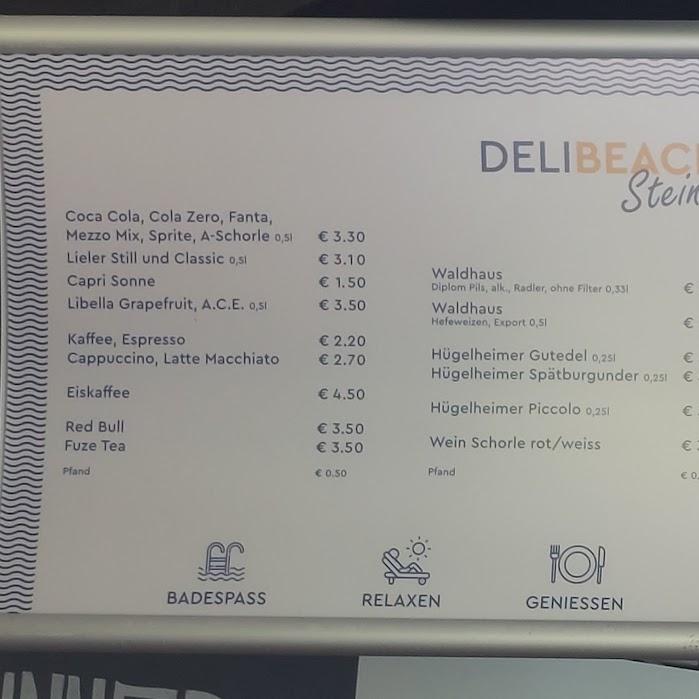 DELIBEACH
Stein
Coca Cola, Cola Zero, Fanta,
Mezzo Mix, Sprite, A-Schorle 0,5l € 3.30
Lieler Still und Classic 0,5l € 3.10
Capri Sonne € 1.50
Libella Grapefruit, A.C.E. 0,5l € 3.50
Kaffee, Espresso € 2.20
Cappuccino, Latte Macchiato € 2.70
Eiskaffee € 4.50
Red Bull € 3.50
Fuze Tea € 3.50
Pfand € 0.50
Waldhaus
Diplom Pils, alk., Radler, ohne Filter 0,33l €
Waldhaus
Hefeweizen, Export 0,5l €
Hügelheimer Gutedel 0,25l €
Hügelheimer Spätburgunder 0,25l €
Hügelheimer Piccolo 0,25l €
Wein Schorle rot/weiss €
Pfand € 0.
BADESPASS
RELAXEN
GENIESSEN